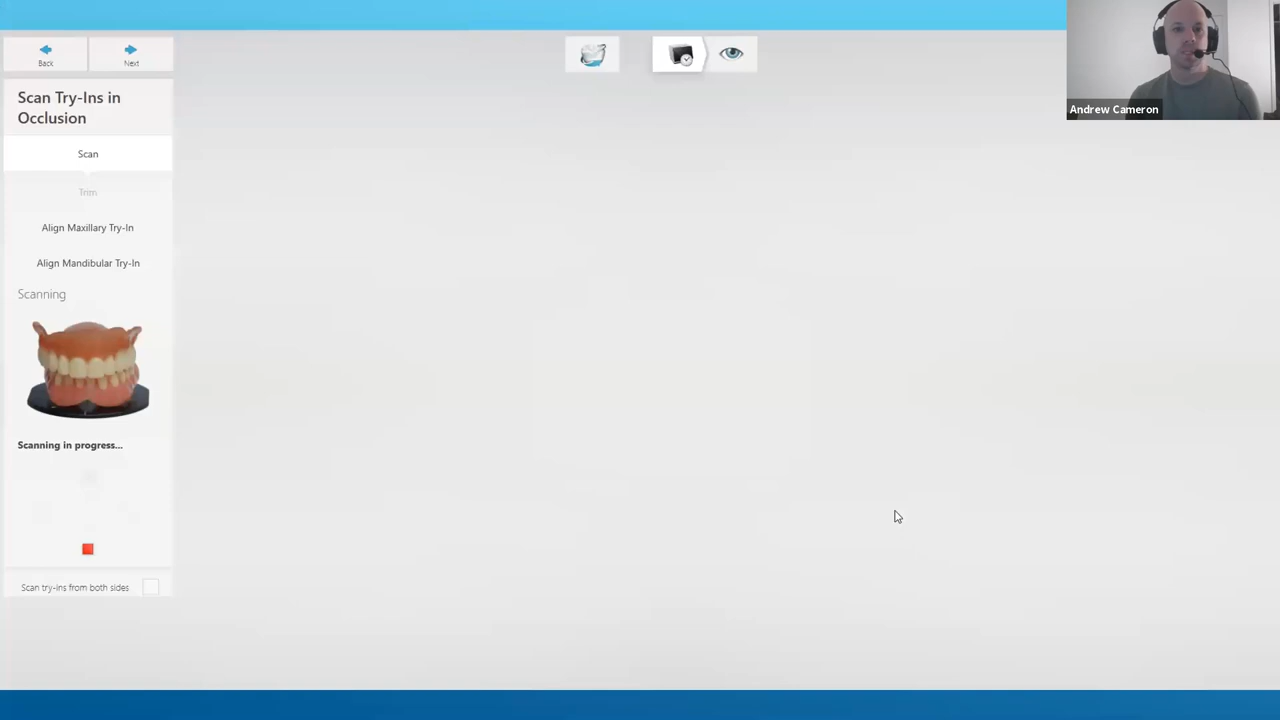 Back
Next
Scan Try-Ins in
Occlusion
Scan
Trim
Align Maxillary Try-In
Align Mandibular Try-In
Scanning
Scanning in progress...
Scan try-ins from both sides
Andrew Cameron